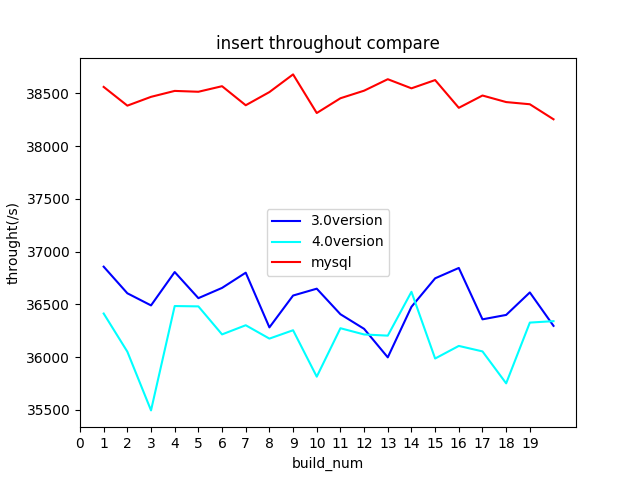 insert throughout compare
throught(/s)
38500
38000
37500
37000
36500
36000
35500
3.0version
4.0version
mysql
0 1 2 3 4 5 6 7 8 9 10 11 12 13 14 15 16 17 18 19
build_num